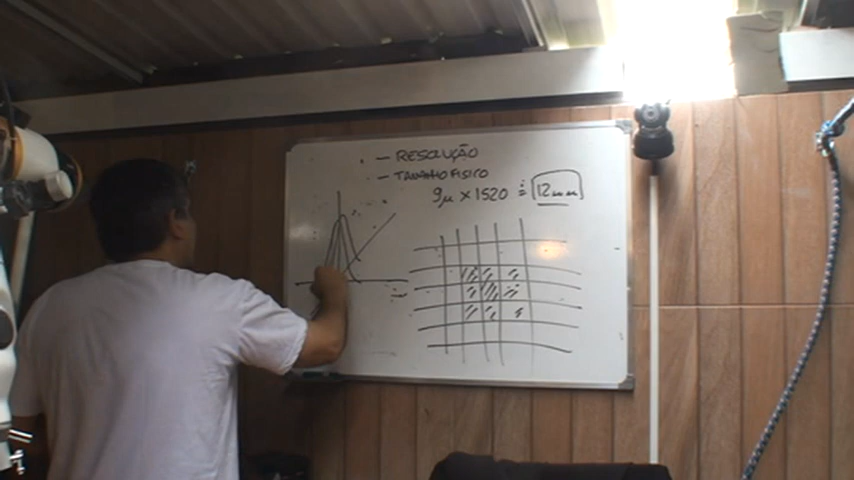 - RESOLUÇÃO
- TAMANHO FISICO
9µ x 1520 ≐ 12mm